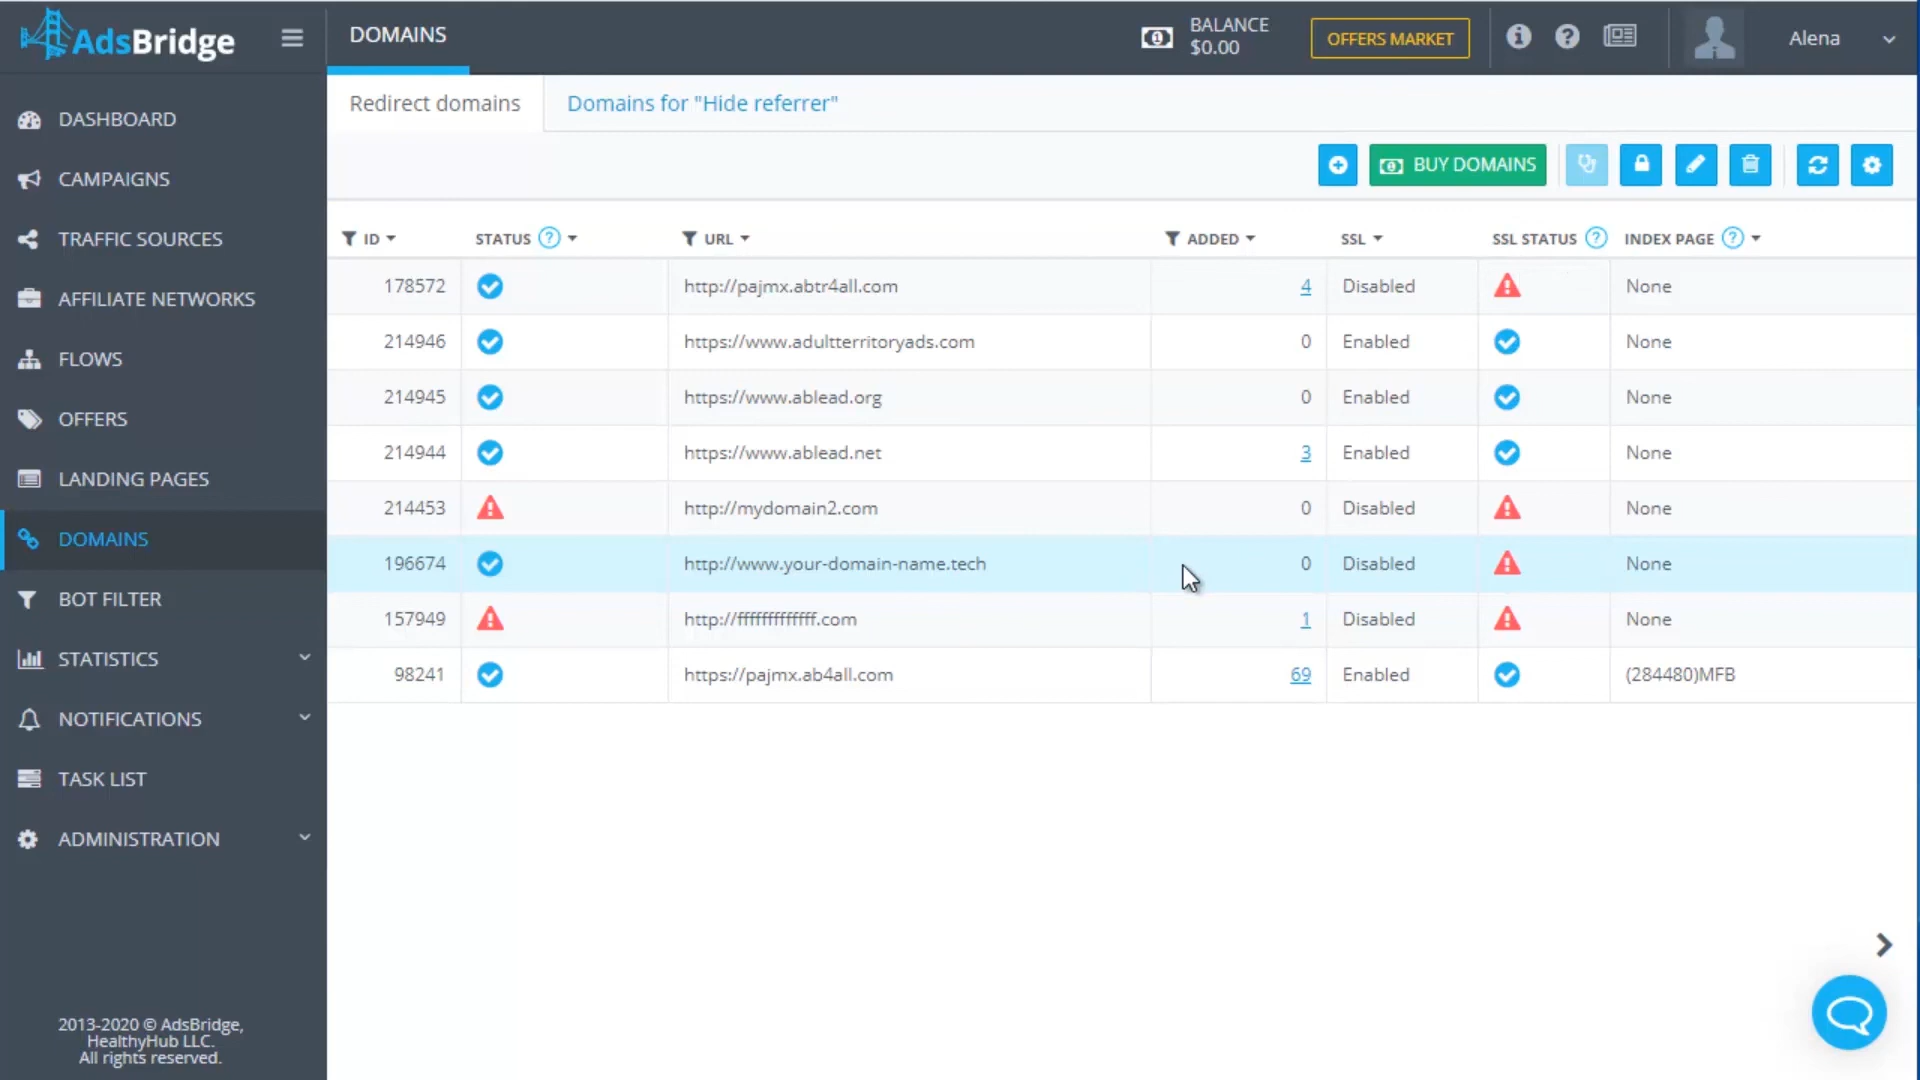 AdsBridge
DOMAINS
BALANCE
$0.00
OFFERS MARKET
Alena
DASHBOARD
CAMPAIGNS
TRAFFIC SOURCES
AFFILIATE NETWORKS
FLOWS
OFFERS
LANDING PAGES
DOMAINS
BOT FILTER
STATISTICS
NOTIFICATIONS
TASK LIST
ADMINISTRATION
2013-2020 © AdsBridge,
HealthyHub LLC.
All rights reserved.
Redirect domains Domains for "Hide referrer"
BUY DOMAINS
ID STATUS ? URL ADDED SSL SSL STATUS ? INDEX PAGE ?
178572 http://pajmx.abtr4all.com 4 Disabled None
214946 https://www.adultterritoryads.com 0 Enabled None
214945 https://www.ablead.org 0 Enabled None
214944 https://www.ablead.net 3 Enabled None
214453 http://mydomain2.com 0 Disabled None
196674 http://www.your-domain-name.tech 0 Disabled None
157949 1 Disabled None
98241 https://pajmx.ab4all.com 69 Enabled (284480)MFB